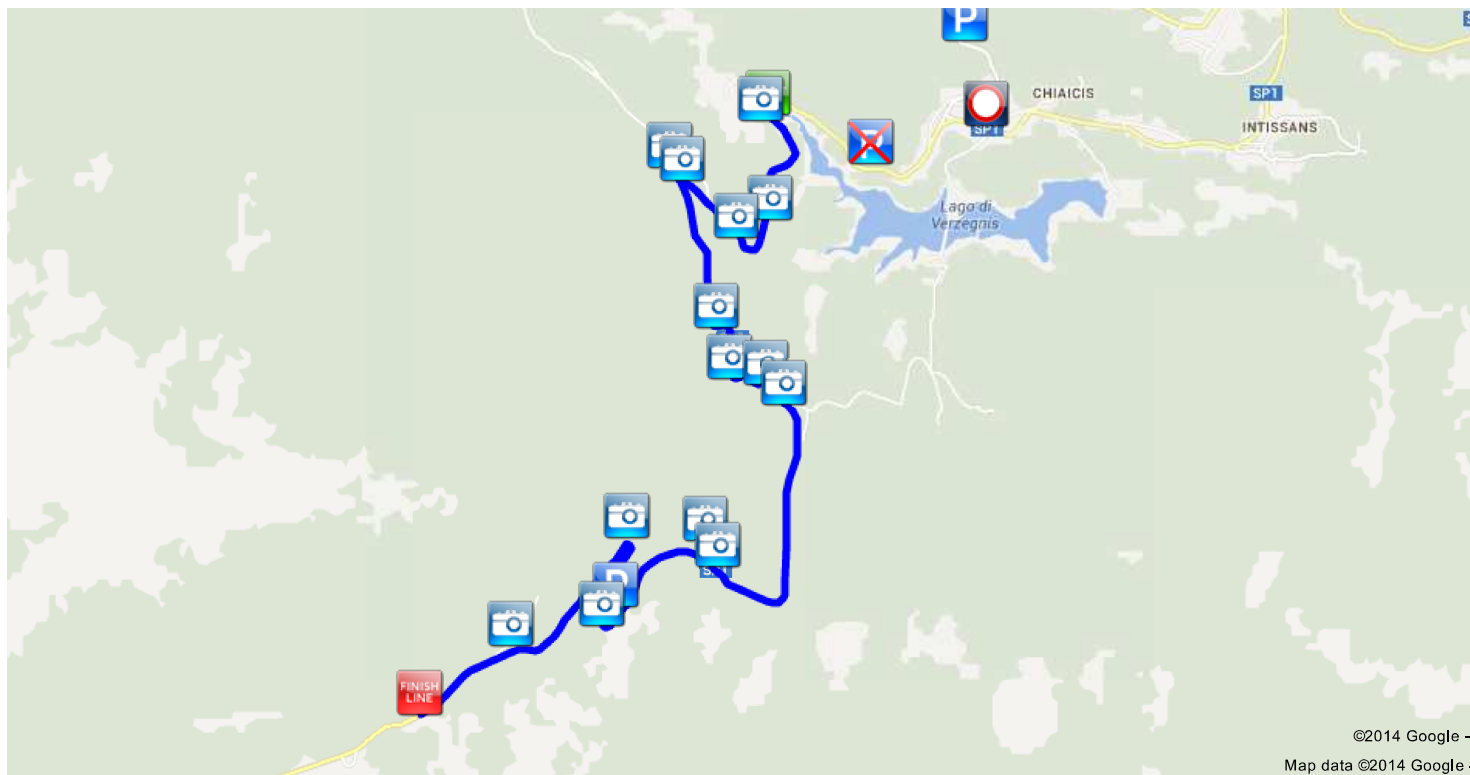 P
CHIAICIS
SP1
SP1
INTISSANS
Lago di
Verzegnis
FINISH
LINE
©2014 Google -
Map data ©2014 Google -